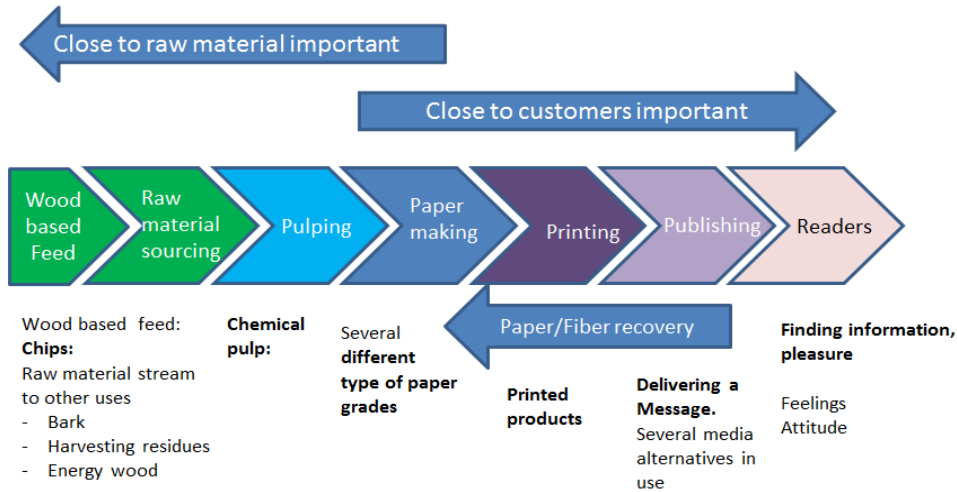 Close to raw material important
Close to customers important
Wood
based
Feed
Raw
material
sourcing
Pulping
Paper
making
Printing
Publishing
Readers
Paper/Fiber recovery
Wood based feed:
Chips:
Raw material stream
to other uses
- Bark
- Harvesting residues
- Energy wood
Chemical
pulp:
Several
different
type of paper
grades
Printed
products
Delivering a
Message.
Several media
alternatives in
use
Finding information,
pleasure
Feelings
Attitude